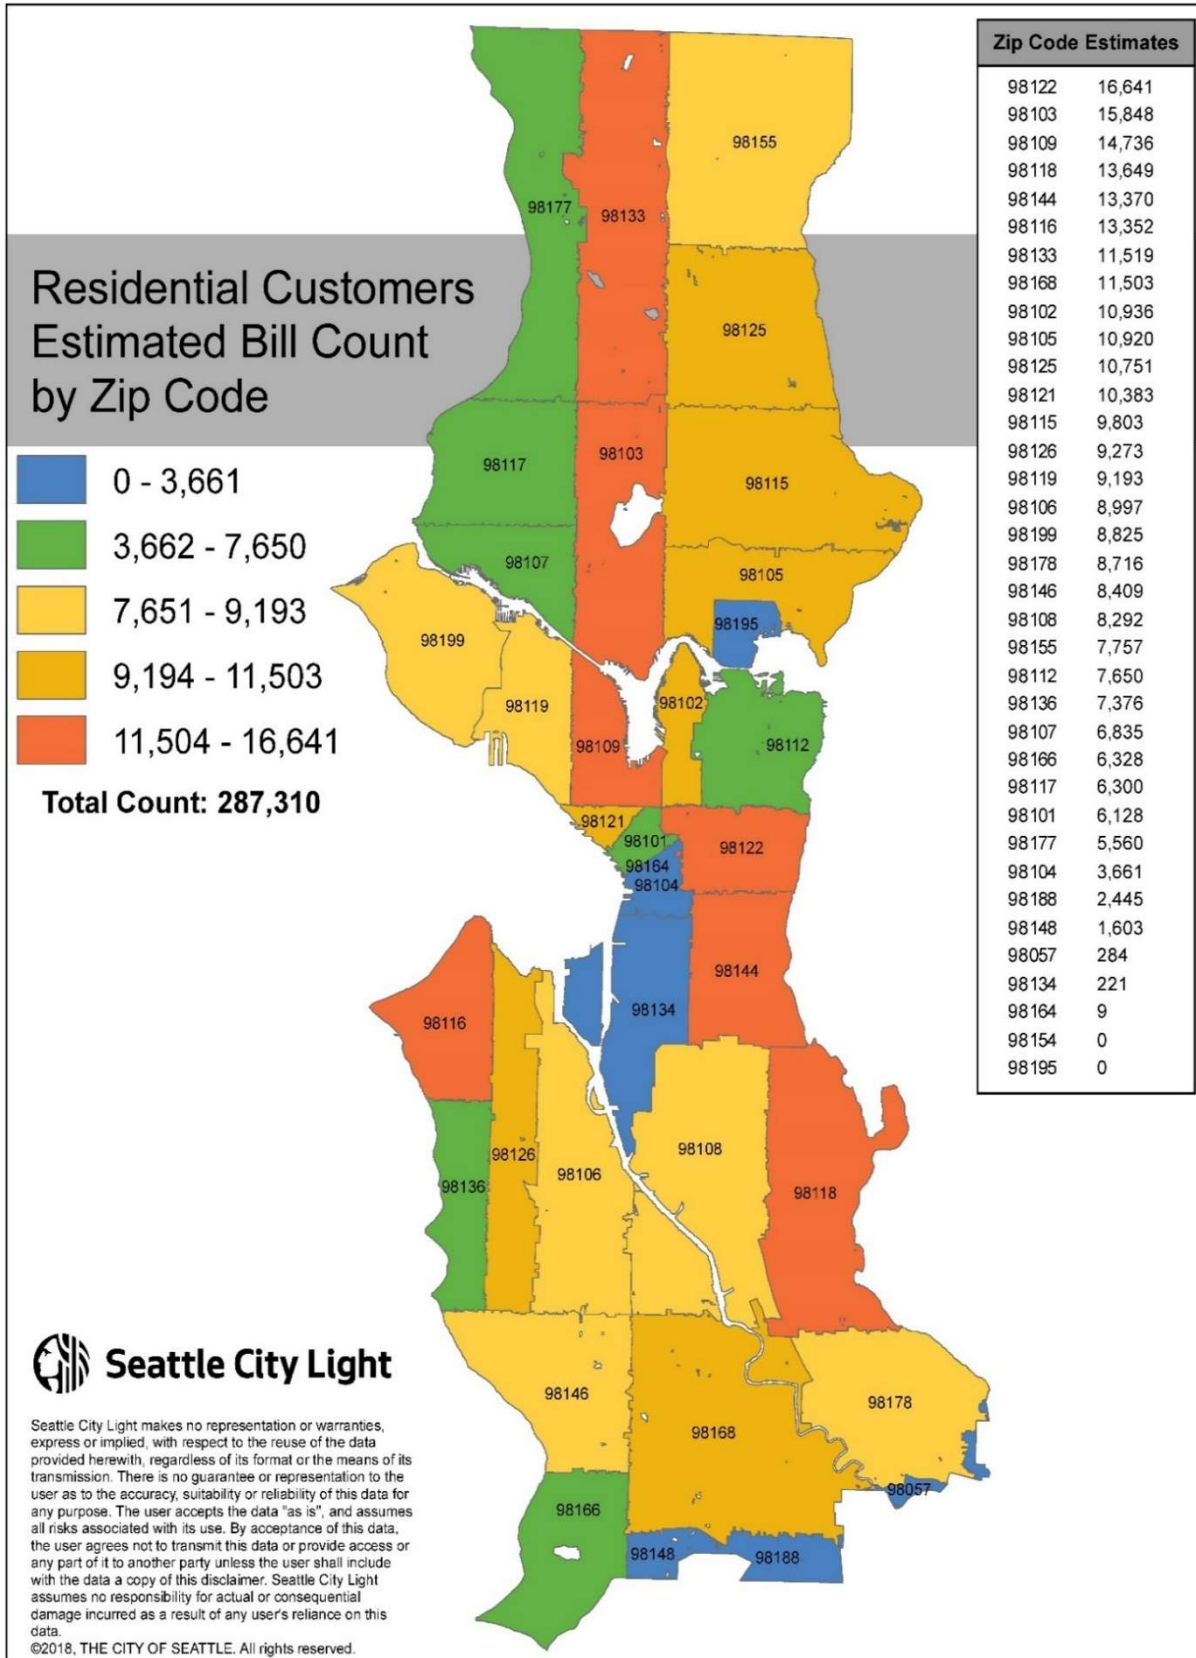 Residential Customers
Estimated Bill Count
by Zip Code
0 - 3,661
3,662 - 7,650
7,651 - 9,193
9,194 - 11,503
11,504 - 16,641
Total Count: 287,310
Zip Code Estimates
98122 16,641
98103 15,848
98109 14,736
98118 13,649
98144 13,370
98116 13,352
98133 11,519
98168 11,503
98102 10,936
98105 10,920
98125 10,751
98121 10,383
98115 9,803
98126 9,273
98119 9,193
98106 8,997
98199 8,825
98178 8,716
98146 8,409
98108 8,292
98155 7,757
98112 7,650
98136 7,376
98107 6,835
98166 6,328
98117 6,300
98101 6,128
98177 5,560
98104 3,661
98188 2,445
98148 1,603
98057 284
98134 221
98164 9
98154 0
98195 0
98155
98177
98133
98125
98103
98117
98115
98107
98105
98195
98199
98119
98102
98109
98112
98121
98101
98122
98164
98104
98144
98134
98116
98126
98108
98106
98136
98118
98146
98178
98168
98057
98166
98148
98188
Seattle City Light
Seattle City Light makes no representation or warranties,
express or implied, with respect to the reuse of the data
provided herewith, regardless of its format or the means of its
transmission. There is no guarantee or representation to the
user as to the accuracy, suitability or reliability of this data for
any purpose. The user accepts the data "as is", and assumes
all risks associated with its use. By acceptance of this data,
the user agrees not to transmit this data or provide access or
any part of it to another party unless the user shall include
with the data a copy of this disclaimer. Seattle City Light
assumes no responsibility for actual or consequential
damage incurred as a result of any user's reliance on this
data.
©2018, THE CITY OF SEATTLE. All rights reserved.